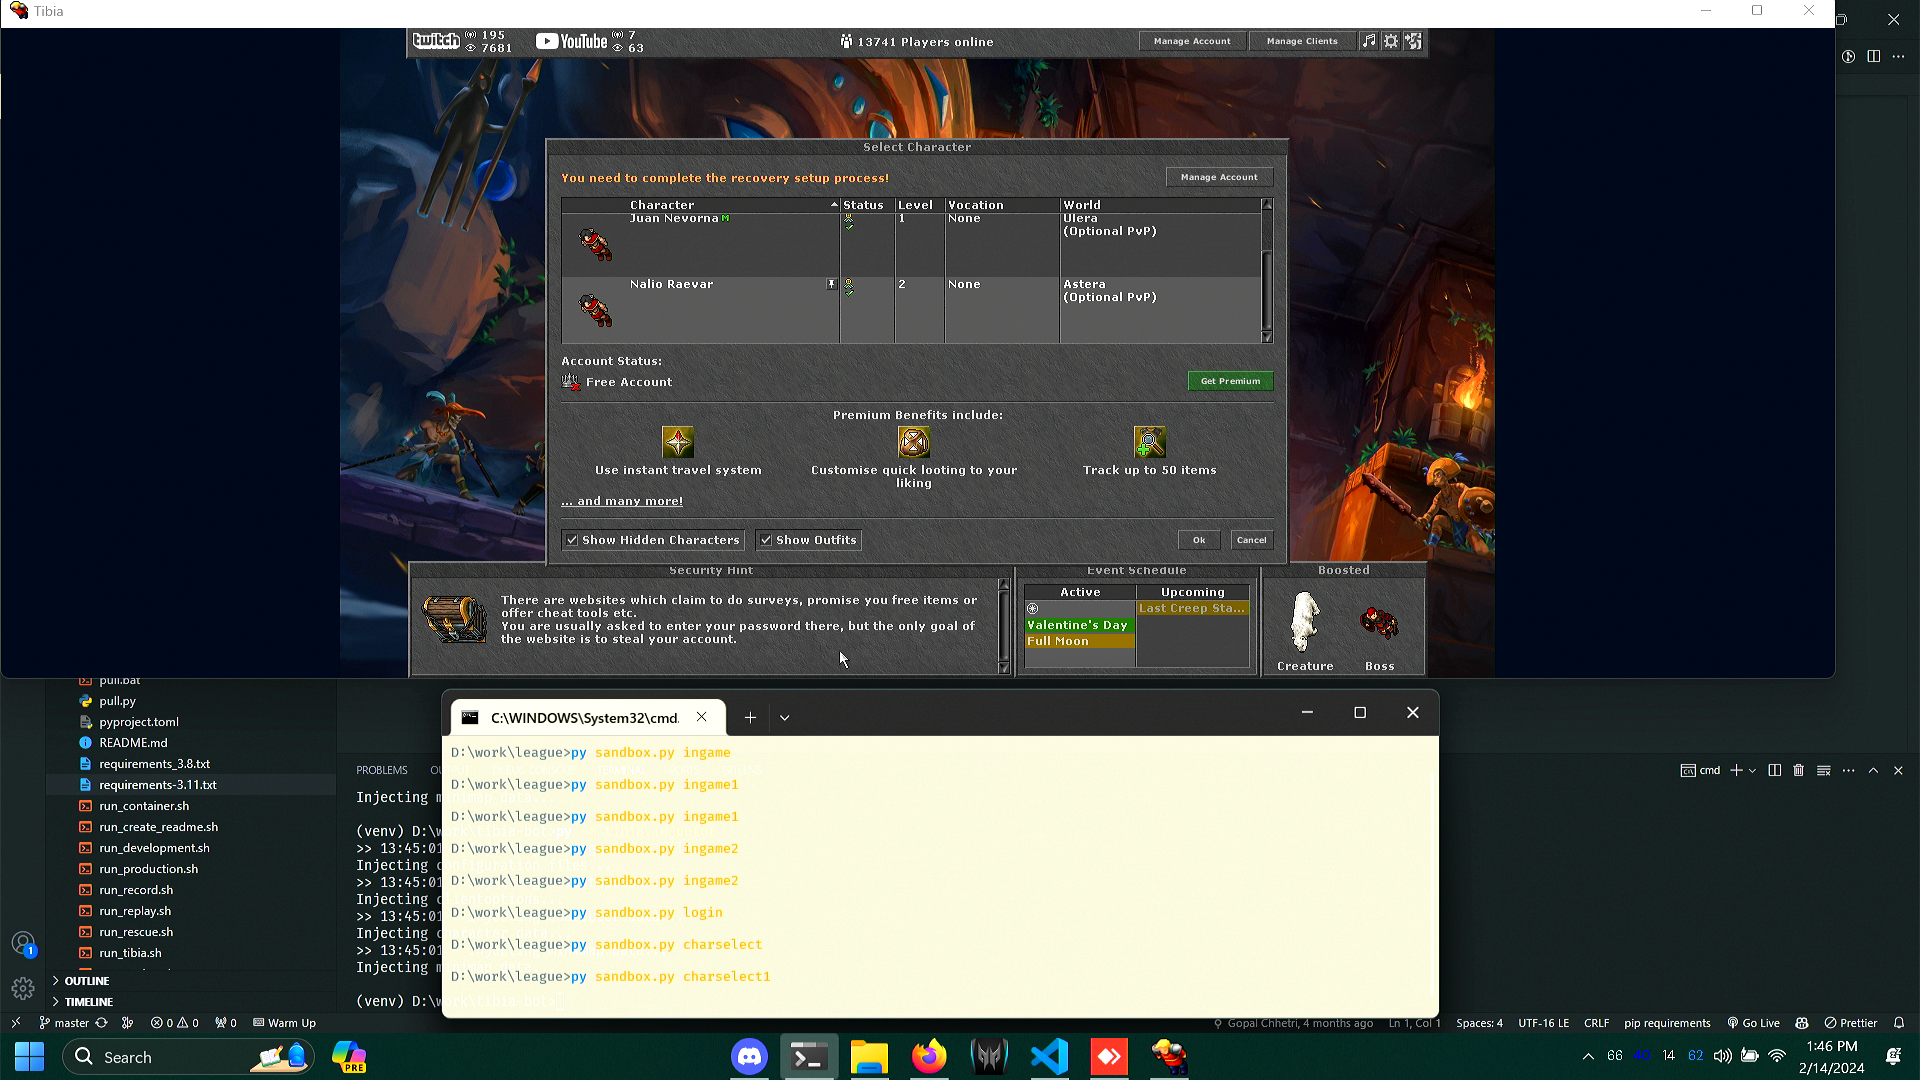 Tibia
twitch 195
7681
YouTube 7
63
13741 Players online
Manage Account
Manage Clients
Select Character
You need to complete the recovery setup process!
Manage Account
Character Status Level Vocation World
Juan Nevorna M 1 None Ulera
(Optional PvP)
Nalio Raevar 2 None Astera
(Optional PvP)
Account Status:
Free Account
Get Premium
Premium Benefits include:
Use instant travel system
Customise quick looting to your
liking
Track up to 50 items
... and many more!
Show Hidden Characters
Show Outfits
Ok
Cancel
Security Hint
There are websites which claim to do surveys, promise you free items or
offer cheat tools etc.
You are usually asked to enter your password there, but the only goal of
the website is to steal your account.
Event Schedule
Active Upcoming
Last Creep Sta...
Valentine's Day
Full Moon
Boosted
Creature Boss
pull.bat
pull.py
pyproject.toml
README.md
requirements_3.8.txt
requirements-3.11.txt
run_container.sh
run_create_readme.sh
run_development.sh
run_production.sh
run_record.sh
run_replay.sh
run_rescue.sh
run_tibia.sh
OUTLINE
TIMELINE
PROBLEMS
cmd
Injecting
(venv) D:\w
>> 13:45:01
Injecting
>> 13:45:01
Injecting
>> 13:45:01
Injecting
>> 13:45:01
Injecting
(venv) D:\w
C:\WINDOWS\System32\cmd.
D:\work\league>py sandbox.py ingame
D:\work\league>py sandbox.py ingame1
D:\work\league>py sandbox.py ingame1
D:\work\league>py sandbox.py ingame2
D:\work\league>py sandbox.py ingame2
D:\work\league>py sandbox.py login
D:\work\league>py sandbox.py charselect
D:\work\league>py sandbox.py charselect1
master 0 0 0 Warm Up
Gopal Chhetri, 4 months ago Ln 1, Col 1 Spaces: 4 UTF-16 LE CRLF pip requirements Go Live Prettier
1
Search
PRE
66 14 62
1:46 PM
2/14/2024